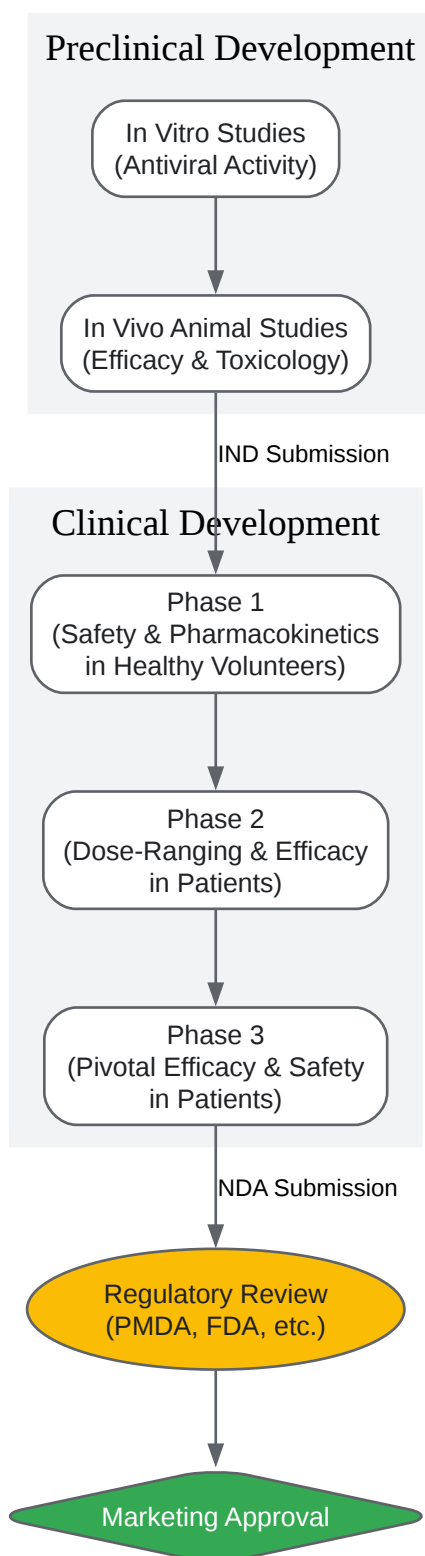 Preclinical Development
In Vitro Studies
(Antiviral Activity)
In Vivo Animal Studies
(Efficacy & Toxicology)
IND Submission
Clinical Development
Phase 1
(Safety & Pharmacokinetics
in Healthy Volunteers)
Phase 2
(Dose-Ranging & Efficacy
in Patients)
Phase 3
(Pivotal Efficacy & Safety
in Patients)
NDA Submission
Regulatory Review
(PMDA, FDA, etc.)
Marketing Approval